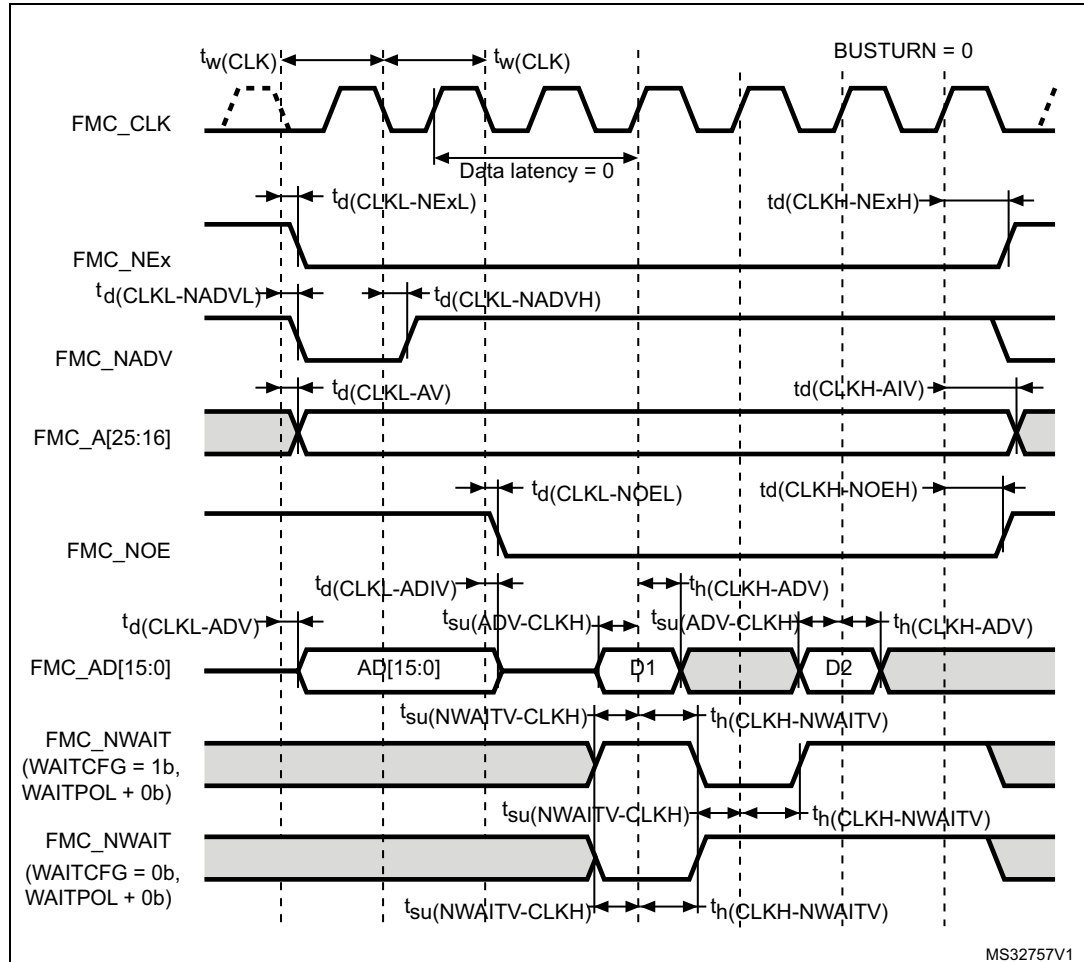 tw(CLK) tw(CLK) BUSTURN = 0
FMC_CLK
Data latency = 0
td(CLKL-NExL) td(CLKH-NExH)
FMC_NEx
td(CLKL-NADVL) td(CLKL-NADVH)
FMC_NADV
td(CLKL-AV) td(CLKH-AIV)
FMC_A[25:16]
td(CLKL-NOEL) td(CLKH-NOEH)
FMC_NOE
td(CLKL-ADIV) th(CLKH-ADV)
td(CLKL-ADV) tsu(ADV-CLKH) tsu(ADV-CLKH) th(CLKH-ADV)
FMC_AD[15:0] AD[15:0] D1 D2
tsu(NWAITV-CLKH) th(CLKH-NWAITV)
FMC_NWAIT
(WAITCFG = 1b,
WAITPOL + 0b)
tsu(NWAITV-CLKH) th(CLKH-NWAITV)
FMC_NWAIT
(WAITCFG = 0b,
WAITPOL + 0b)
tsu(NWAITV-CLKH) th(CLKH-NWAITV)
MS32757V1